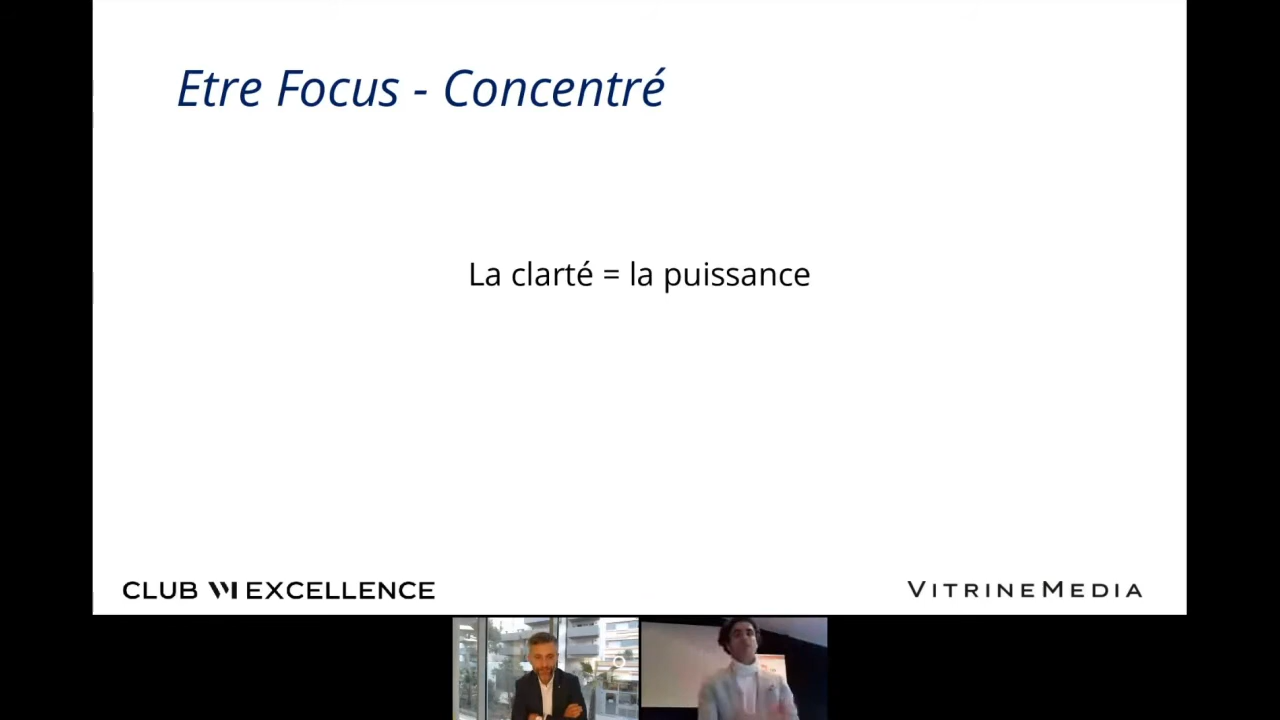 Etre Focus - Concentré
La clarté = la puissance
CLUB VM EXCELLENCE
VITRINEMEDIA